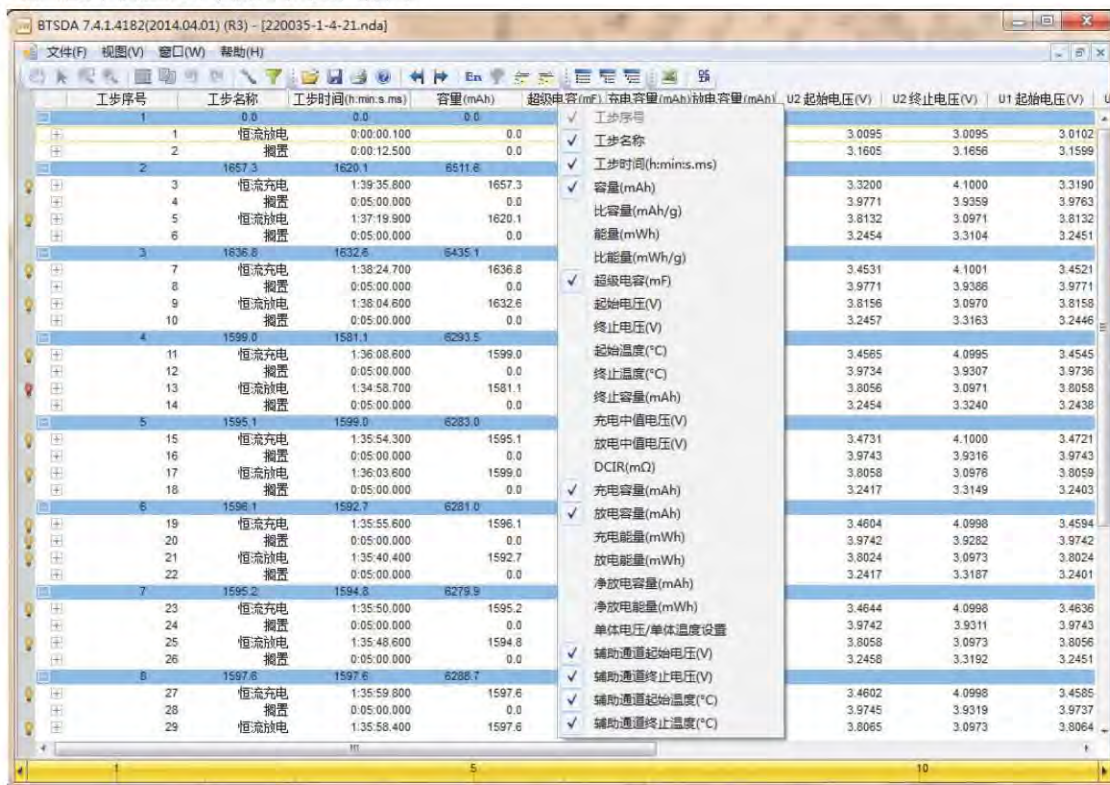 BTSDA 7.4.1.4182(2014.04.01) (R3) - [220035-1-4-21.nda]
文件(F) 视图(V) 窗口(W) 帮助(H)
En
工步序号 工步名称 工步时间(h:min:s.ms) 容量(mAh) 超级电容(mF) 充电容量(mAh) 放电容量(mAh) U2 起始电压(V) U2 终止电压(V) U1 起始电压(V) U
1 0.0 0.0 0.0
1 恒流放电 0:00:00.100 0.0 3.0095 3.0095 3.0102
2 搁置 0:00:12.500 0.0 3.1605 3.1656 3.1599
2 1657.3 1620.1 6511.6
3 恒流充电 1:39:35.800 1657.3 3.3200 4.1000 3.3190
4 搁置 0:05:00.000 0.0 3.9771 3.9359 3.9763
5 恒流放电 1:37:19.900 1620.1 3.8132 3.0971 3.8132
6 搁置 0:05:00.000 0.0 3.2454 3.3104 3.2451
3 1636.8 1632.6 6435.1
7 恒流充电 1:38:24.700 1636.8 3.4531 4.1001 3.4521
8 搁置 0:05:00.000 0.0 3.9771 3.9386 3.9771
9 恒流放电 1:38:04.600 1632.6 3.8156 3.0970 3.8158
10 搁置 0:05:00.000 0.0 3.2457 3.3163 3.2446
4 1599.0 1581.1 6293.5
11 恒流充电 1:36:08.600 1599.0 3.4565 4.0995 3.4545
12 搁置 0:05:00.000 0.0 3.9734 3.9307 3.9736
13 恒流放电 1:34:58.700 1581.1 3.8056 3.0971 3.8058
14 搁置 0:05:00.000 0.0 3.2454 3.3240 3.2438
5 1595.1 1599.0 6283.0
15 恒流充电 1:35:54.300 1595.1 3.4731 4.1000 3.4721
16 搁置 0:05:00.000 0.0 3.9743 3.9316 3.9743
17 恒流放电 1:36:03.600 1599.0 3.8058 3.0976 3.8059
18 搁置 0:05:00.000 0.0 3.2417 3.3149 3.2403
6 1596.1 1592.7 6281.0
19 恒流充电 1:35:55.600 1596.1 3.4604 4.0998 3.4594
20 搁置 0:05:00.000 0.0 3.9742 3.9282 3.9742
21 恒流放电 1:35:40.400 1592.7 3.8024 3.0973 3.8024
22 搁置 0:05:00.000 0.0 3.2417 3.3187 3.2401
7 1595.2 1594.8 6279.9
23 恒流充电 1:35:50.000 1595.2 3.4644 4.0998 3.4636
24 搁置 0:05:00.000 0.0 3.9742 3.9311 3.9743
25 恒流放电 1:35:48.600 1594.8 3.8058 3.0973 3.8056
26 搁置 0:05:00.000 0.0 3.2458 3.3192 3.2451
8 1597.6 1597.6 6288.7
27 恒流充电 1:35:59.800 1597.6 3.4602 4.0998 3.4585
28 搁置 0:05:00.000 0.0 3.9745 3.9319 3.9737
29 恒流放电 1:35:58.400 1597.6 3.8065 3.0973 3.8064
工步序号
工步名称
工步时间(h:min:s.ms)
容量(mAh)
比容量(mAh/g)
能量(mWh)
比能量(mWh/g)
超级电容(mF)
起始电压(V)
终止电压(V)
起始温度(°C)
终止温度(°C)
终止容量(mAh)
充电中值电压(V)
放电中值电压(V)
DCIR(mΩ)
充电容量(mAh)
放电容量(mAh)
充电能量(mWh)
放电能量(mWh)
净放电容量(mAh)
净放电能量(mWh)
单体电压/单体温度设置
辅助通道起始电压(V)
辅助通道终止电压(V)
辅助通道起始温度(°C)
辅助通道终止温度(°C)
1 5 10